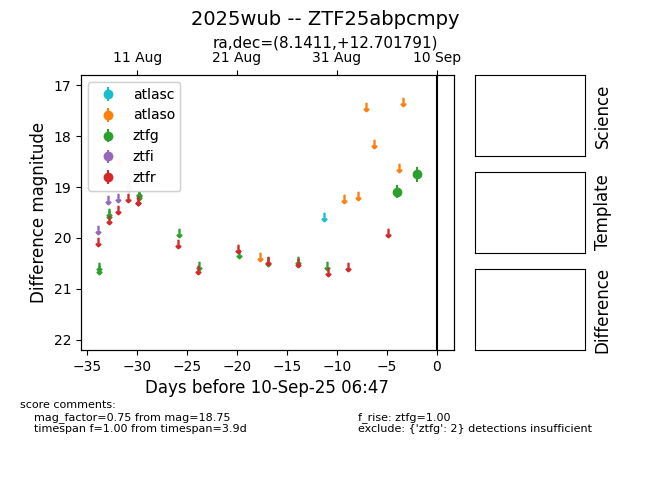 2025wub -- ZTF25abpcmpy
ra,dec=(8.1411,+12.701791)
11 Aug 21 Aug 31 Aug 10 Sep
atlasc
atlaso
ztfg
ztfi
ztfr
17
18
19
20
21
22
Difference magnitude
−35 −30 −25 −20 −15 −10 −5 0
Days before 10-Sep-25 06:47
Science
Template
Difference
score comments:
mag_factor=0.75 from mag=18.75
timespan f=1.00 from timespan=3.9d
f_rise: ztfg=1.00
exclude: {'ztfg': 2} detections insufficient